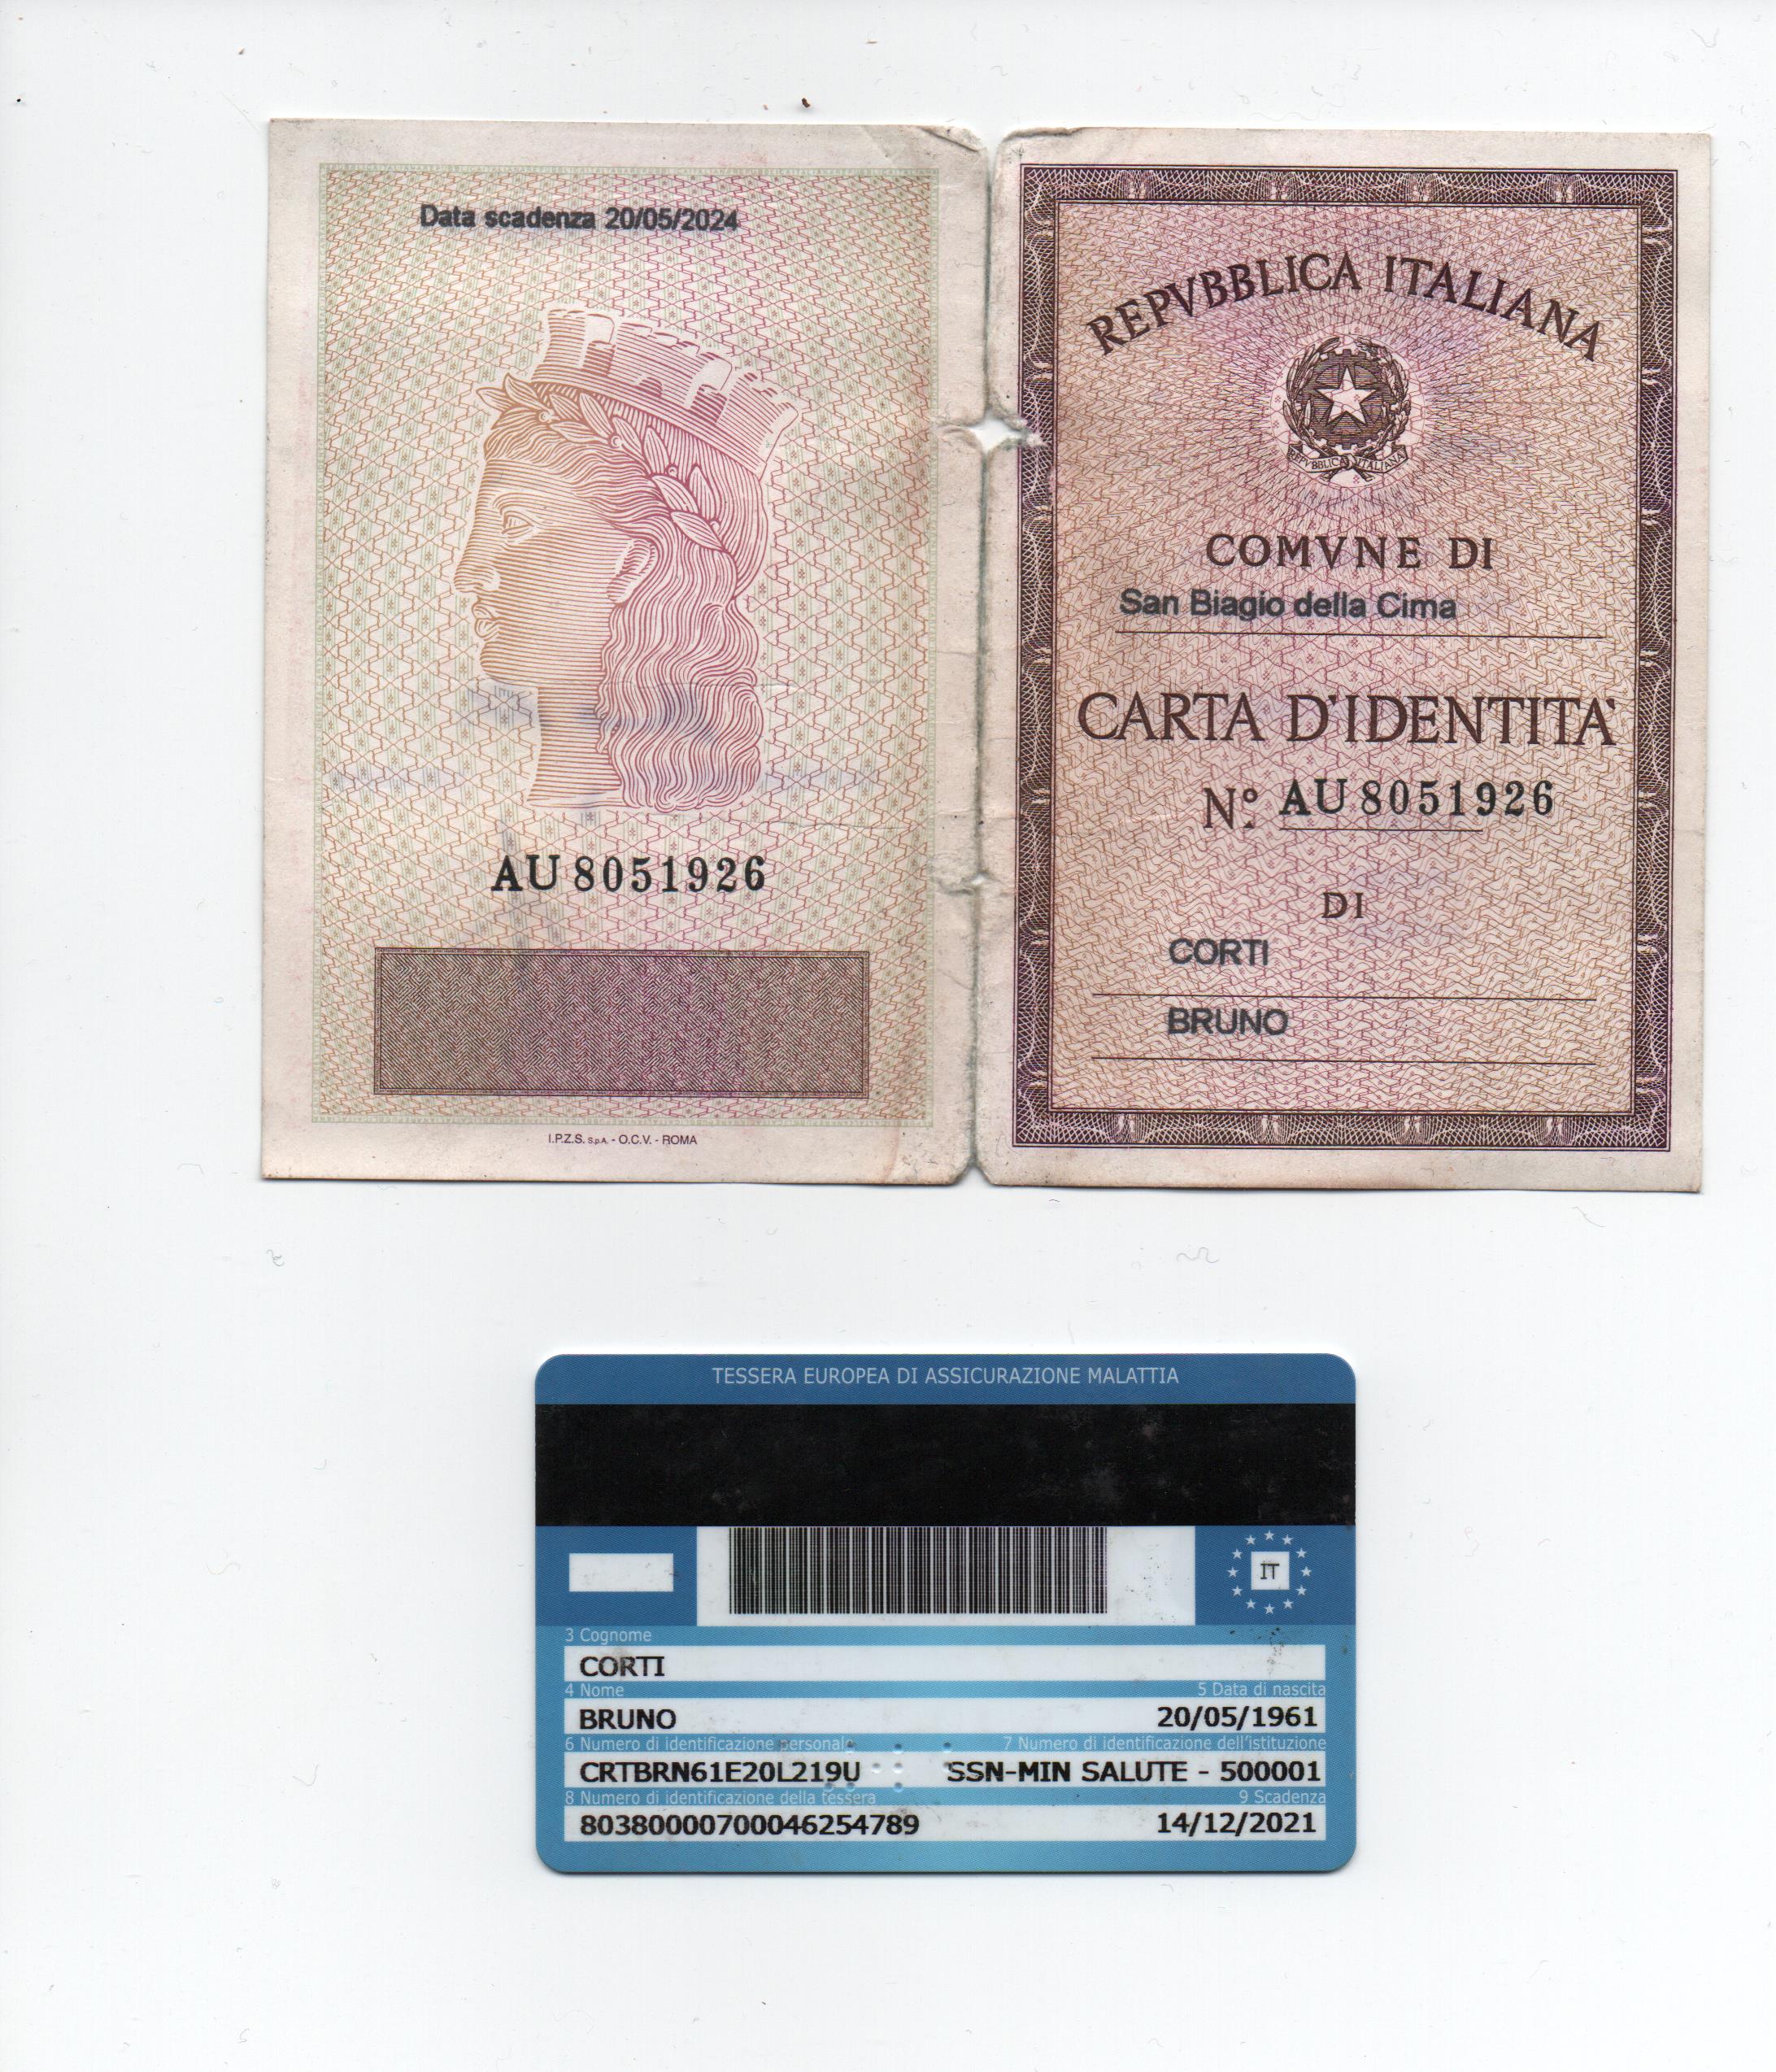 Data scadenza 20/05/2024
AU 8051926
I.P.Z.S. S.p.A. - O.C.V. - ROMA
REPVBBLICA ITALIANA
REPVBBLICA ITALIANA
COMVNE DI
San Biagio della Cima
CARTA D'IDENTITA'
N.° AU 8051926
DI
CORTI
BRUNO
TESSERA EUROPEA DI ASSICURAZIONE MALATTIA
IT
3 Cognome
CORTI
4 Nome 5 Data di nascita
BRUNO 20/05/1961
6 Numero di identificazione personale 7 Numero di identificazione dell'istituzione
CRTBRN61E20L219U SSN-MIN SALUTE - 500001
8 Numero di identificazione della tessera 9 Scadenza
80380000700046254789 14/12/2021